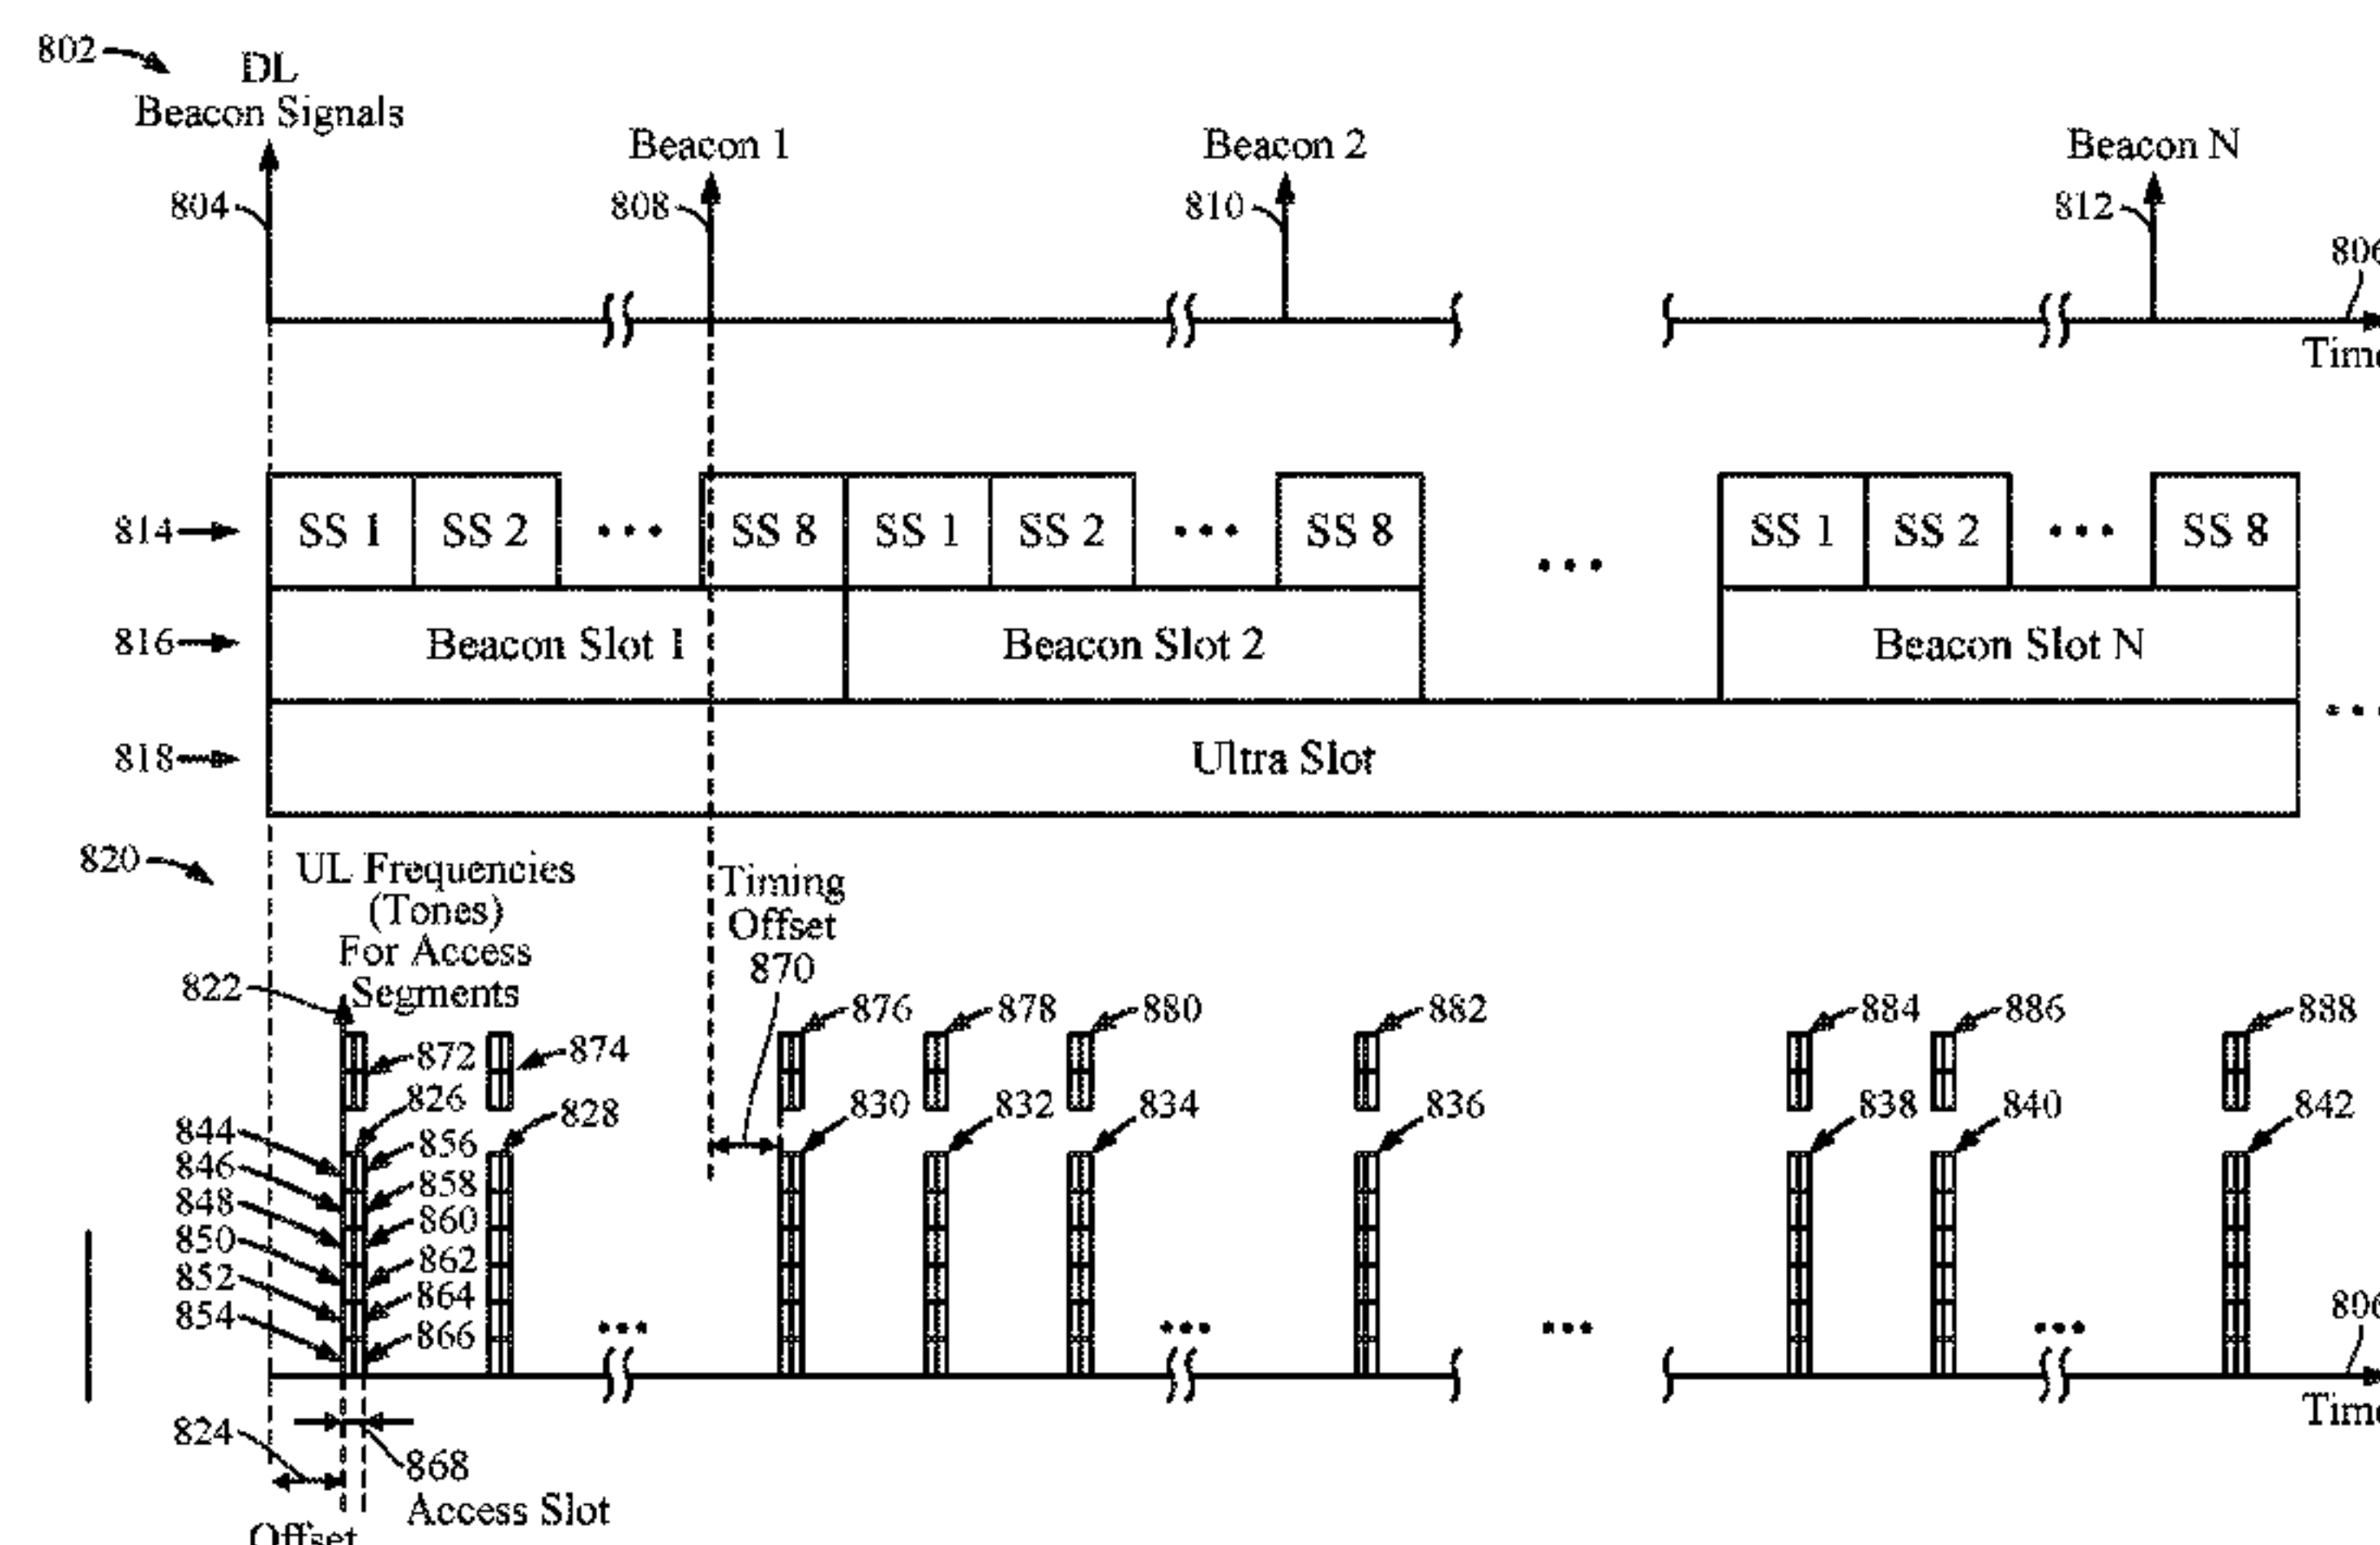 802
DL
Beacon Signals
Beacon 1
Beacon 2
Beacon N
804
808
810
812
806
Time
814
SS 1
SS 2
•••
SS 8
SS 1
SS 2
•••
SS 8
•••
SS 1
SS 2
•••
SS 8
816
Beacon Slot 1
Beacon Slot 2
Beacon Slot N
•••
818
Ultra Slot
820
UL Frequencies
(Tones)
For Access
Segments
822
Timing
Offset
870
872
874
876
878
880
882
884
886
888
826
828
830
832
834
836
838
840
842
844
846
848
850
852
854
856
858
860
862
864
866
•••
•••
•••
•••
806
Time
824
868
Access Slot
Offset